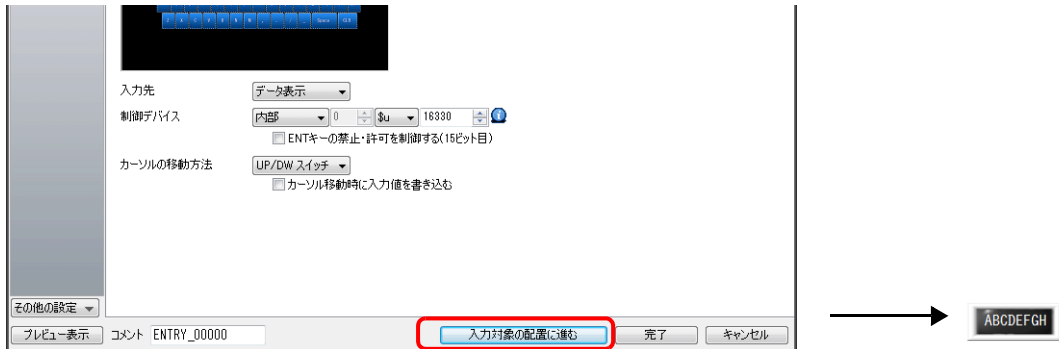 Space CLR
入力先 データ表示
制御デバイス 内部 0 $u 16330
ENTキーの禁止・許可を制御する(15ビット目)
カーソルの移動方法 UP/DW スイッチ
カーソル移動時に入力値を書き込む
その他の設定
プレビュー表示 コメント ENTRY_00000 入力対象の配置に進む 完了 キャンセル
ABCDEFGH